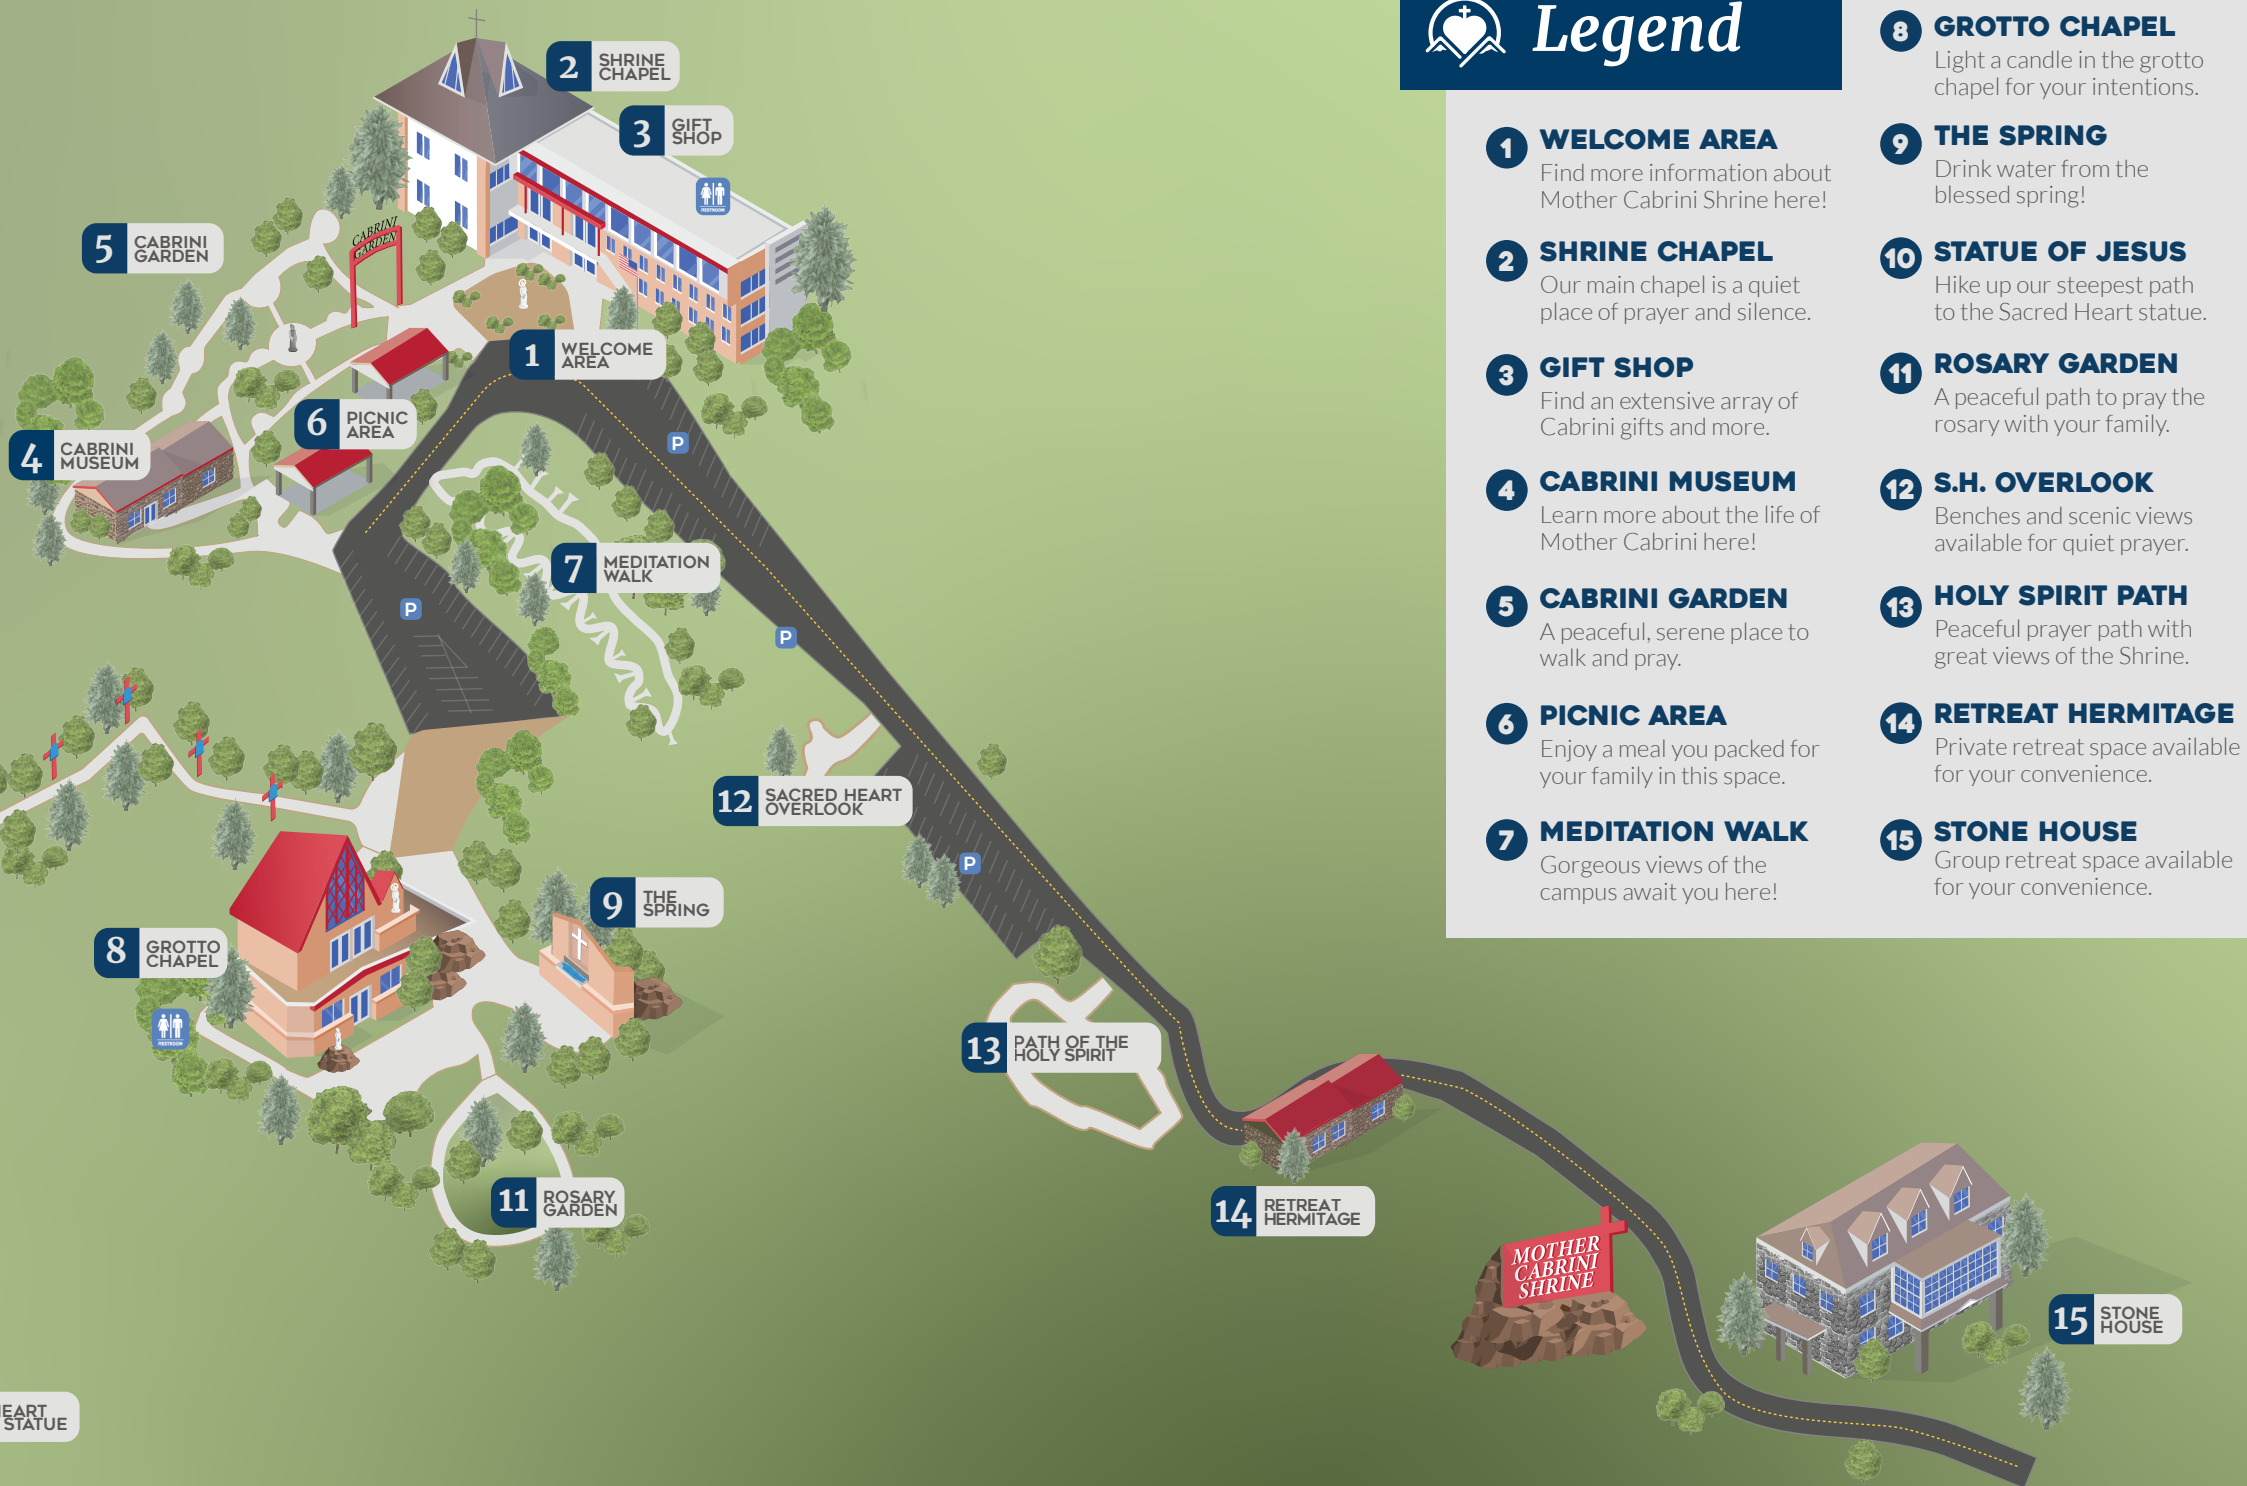 2 SHRINE
CHAPEL
3 GIFT
SHOP
RESTROOM
5 CABRINI
GARDEN
CABRINI
GARDEN
1 WELCOME
AREA
6 PICNIC
AREA
4 CABRINI
MUSEUM
P
7 MEDITATION
WALK
P
P
12 SACRED HEART
OVERLOOK
P
9 THE
SPRING
8 GROTTO
CHAPEL
RESTROOM
13 PATH OF THE
HOLY SPIRIT
11 ROSARY
GARDEN
14 RETREAT
HERMITAGE
MOTHER
CABRINI
SHRINE
15 STONE
HOUSE
EART
STATUE
Legend
1 WELCOME AREA
Find more information about
Mother Cabrini Shrine here!
2 SHRINE CHAPEL
Our main chapel is a quiet
place of prayer and silence.
3 GIFT SHOP
Find an extensive array of
Cabrini gifts and more.
4 CABRINI MUSEUM
Learn more about the life of
Mother Cabrini here!
5 CABRINI GARDEN
A peaceful, serene place to
walk and pray.
6 PICNIC AREA
Enjoy a meal you packed for
your family in this space.
7 MEDITATION WALK
Gorgeous views of the
campus await you here!
8 GROTTO CHAPEL
Light a candle in the grotto
chapel for your intentions.
9 THE SPRING
Drink water from the
blessed spring!
10 STATUE OF JESUS
Hike up our steepest path
to the Sacred Heart statue.
11 ROSARY GARDEN
A peaceful path to pray the
rosary with your family.
12 S.H. OVERLOOK
Benches and scenic views
available for quiet prayer.
13 HOLY SPIRIT PATH
Peaceful prayer path with
great views of the Shrine.
14 RETREAT HERMITAGE
Private retreat space available
for your convenience.
15 STONE HOUSE
Group retreat space available
for your convenience.